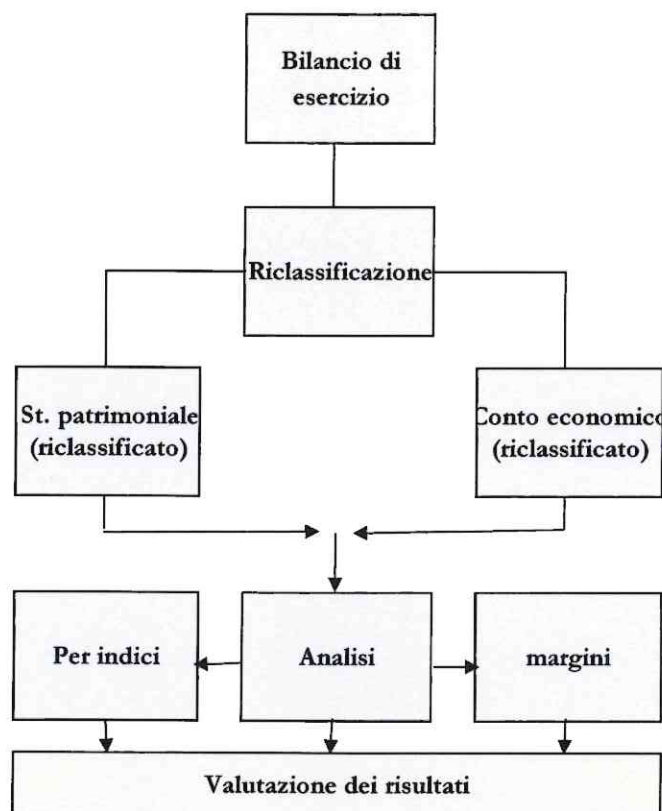 Bilancio di
esercizio
Riclassificazione
St. patrimoniale
(riclassificato)
Conto economico
(riclassificato)
Per indici
Analisi
margini
Valutazione dei risultati